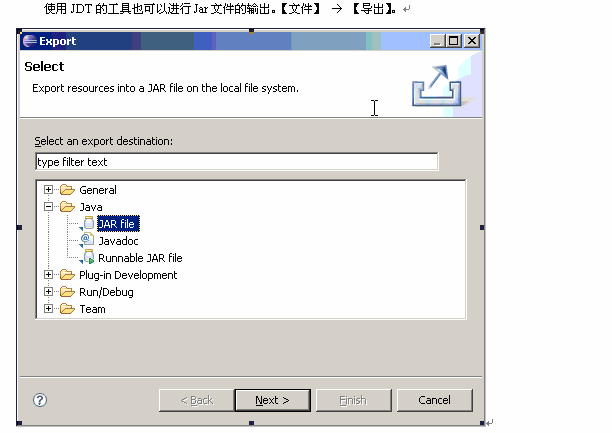 使用 JDT 的工具也可以进行 Jar 文件的输出。【文件】 → 【导出】。
Export
Select
Export resources into a JAR file on the local file system.
Select an export destination:
type filter text
General
Java
JAR file
Javadoc
Runnable JAR file
Plug-in Development
Run/Debug
Team
< Back
Next >
Finish
Cancel